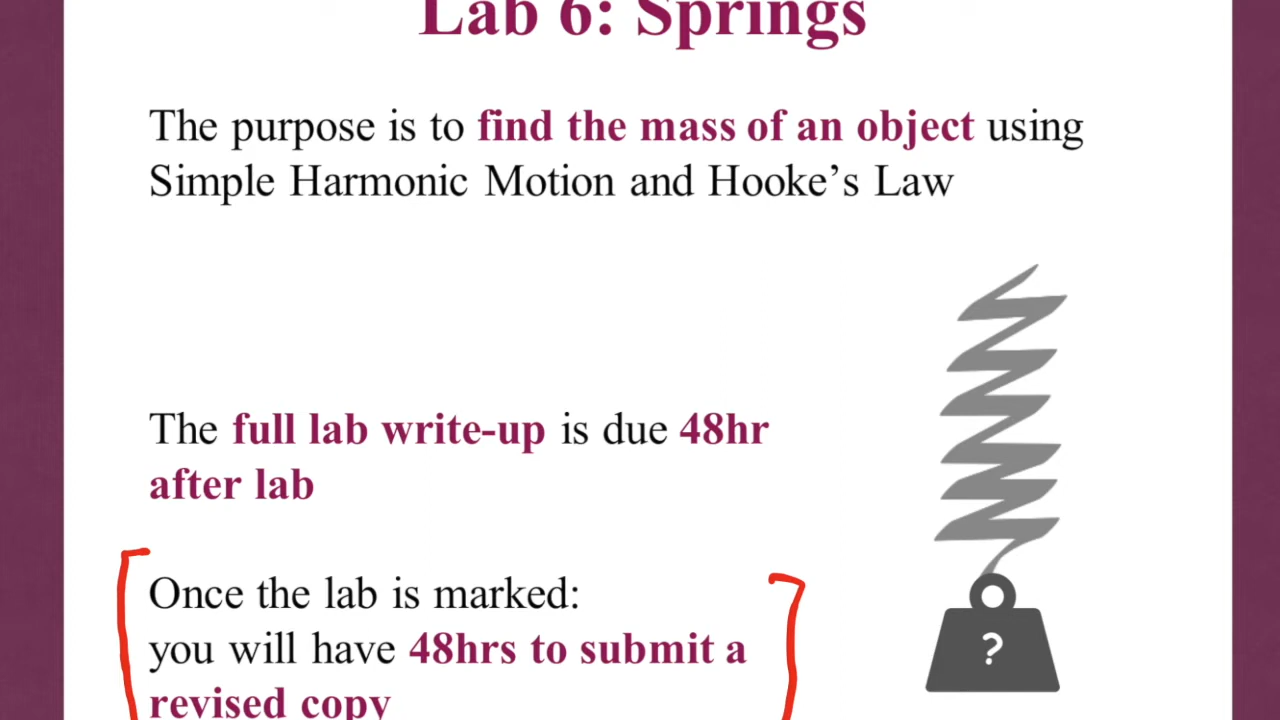 Lab 6: Springs
The purpose is to find the mass of an object using
Simple Harmonic Motion and Hooke’s Law
The full lab write-up is due 48hr
after lab
Once the lab is marked:
you will have 48hrs to submit a
revised copy
?